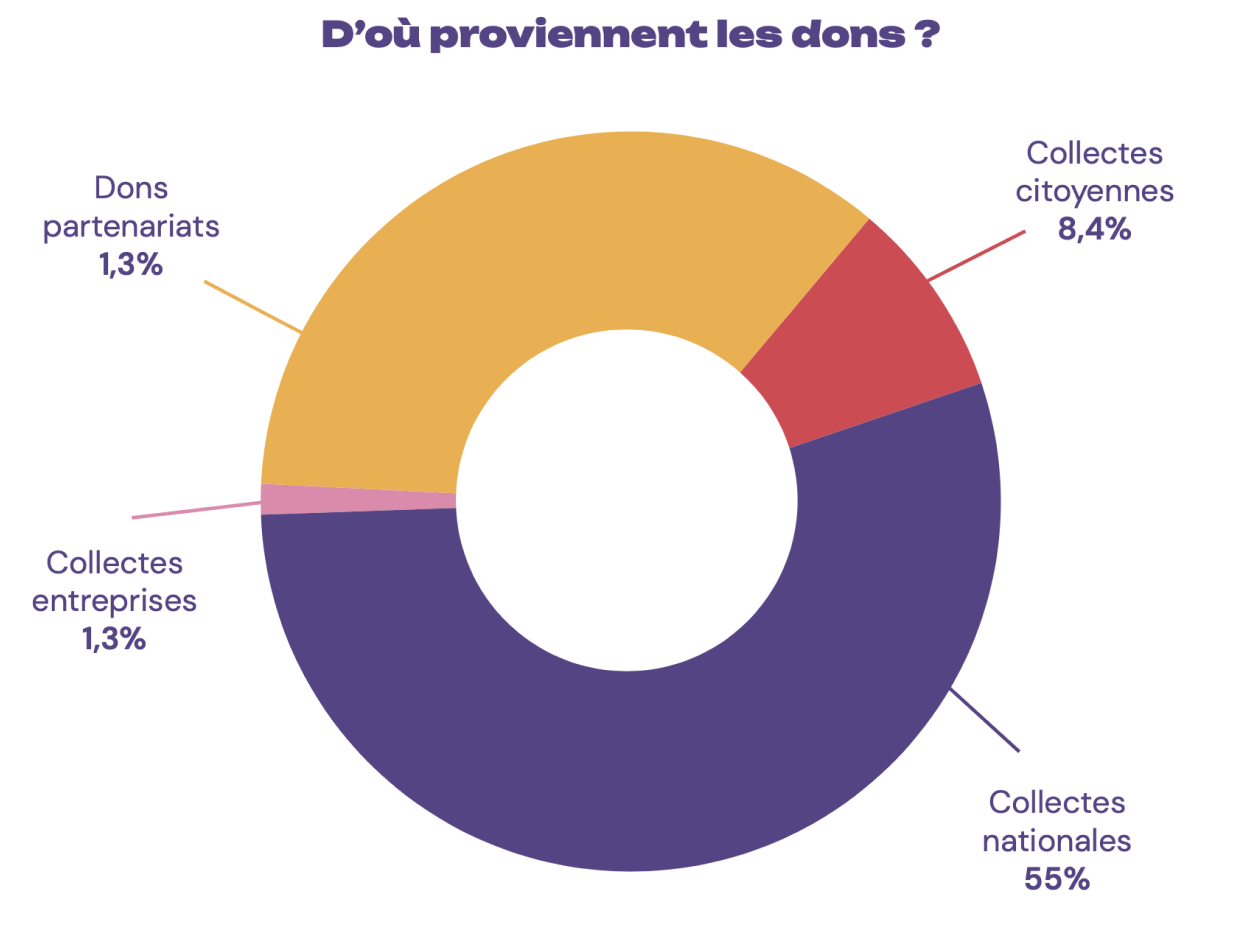 D’où proviennent les dons ?
Dons
partenariats
1,3%
Collectes
citoyennes
8,4%
Collectes
entreprises
1,3%
Collectes
nationales
55%